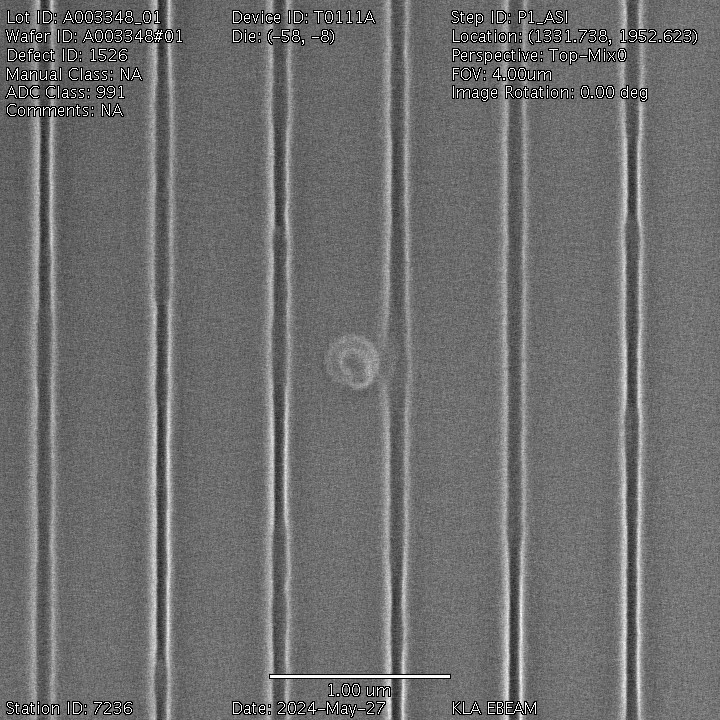 Lot ID: A003348_01
Wafer ID: A003348#01
Defect ID: 1526
Manual Class: NA
ADC Class: 991
Comments: NA
Device ID: T0111A
Die: (-58, -8)
Step ID: P1_ASI
Location: (1331.738, 1952.623)
Perspective: Top-Mix0
FOV: 4.00um
Image Rotation: 0.00 deg
1.00 um
Station ID: 7236
Date: 2024-May-27
KLA EBEAM